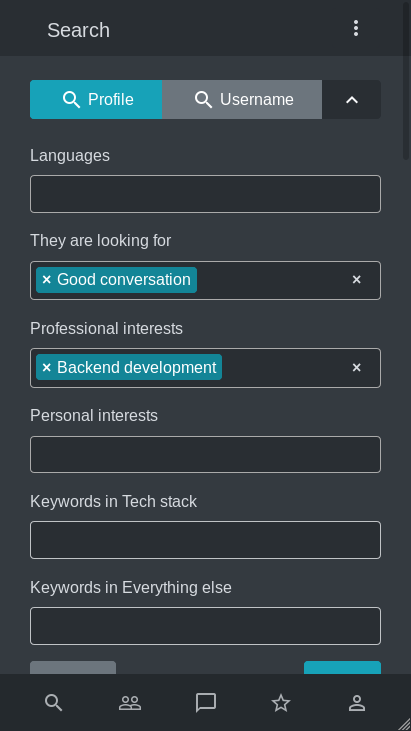 Search
Profile Username
Languages
They are looking for
× Good conversation ×
Professional interests
× Backend development ×
Personal interests
Keywords in Tech stack
Keywords in Everything else